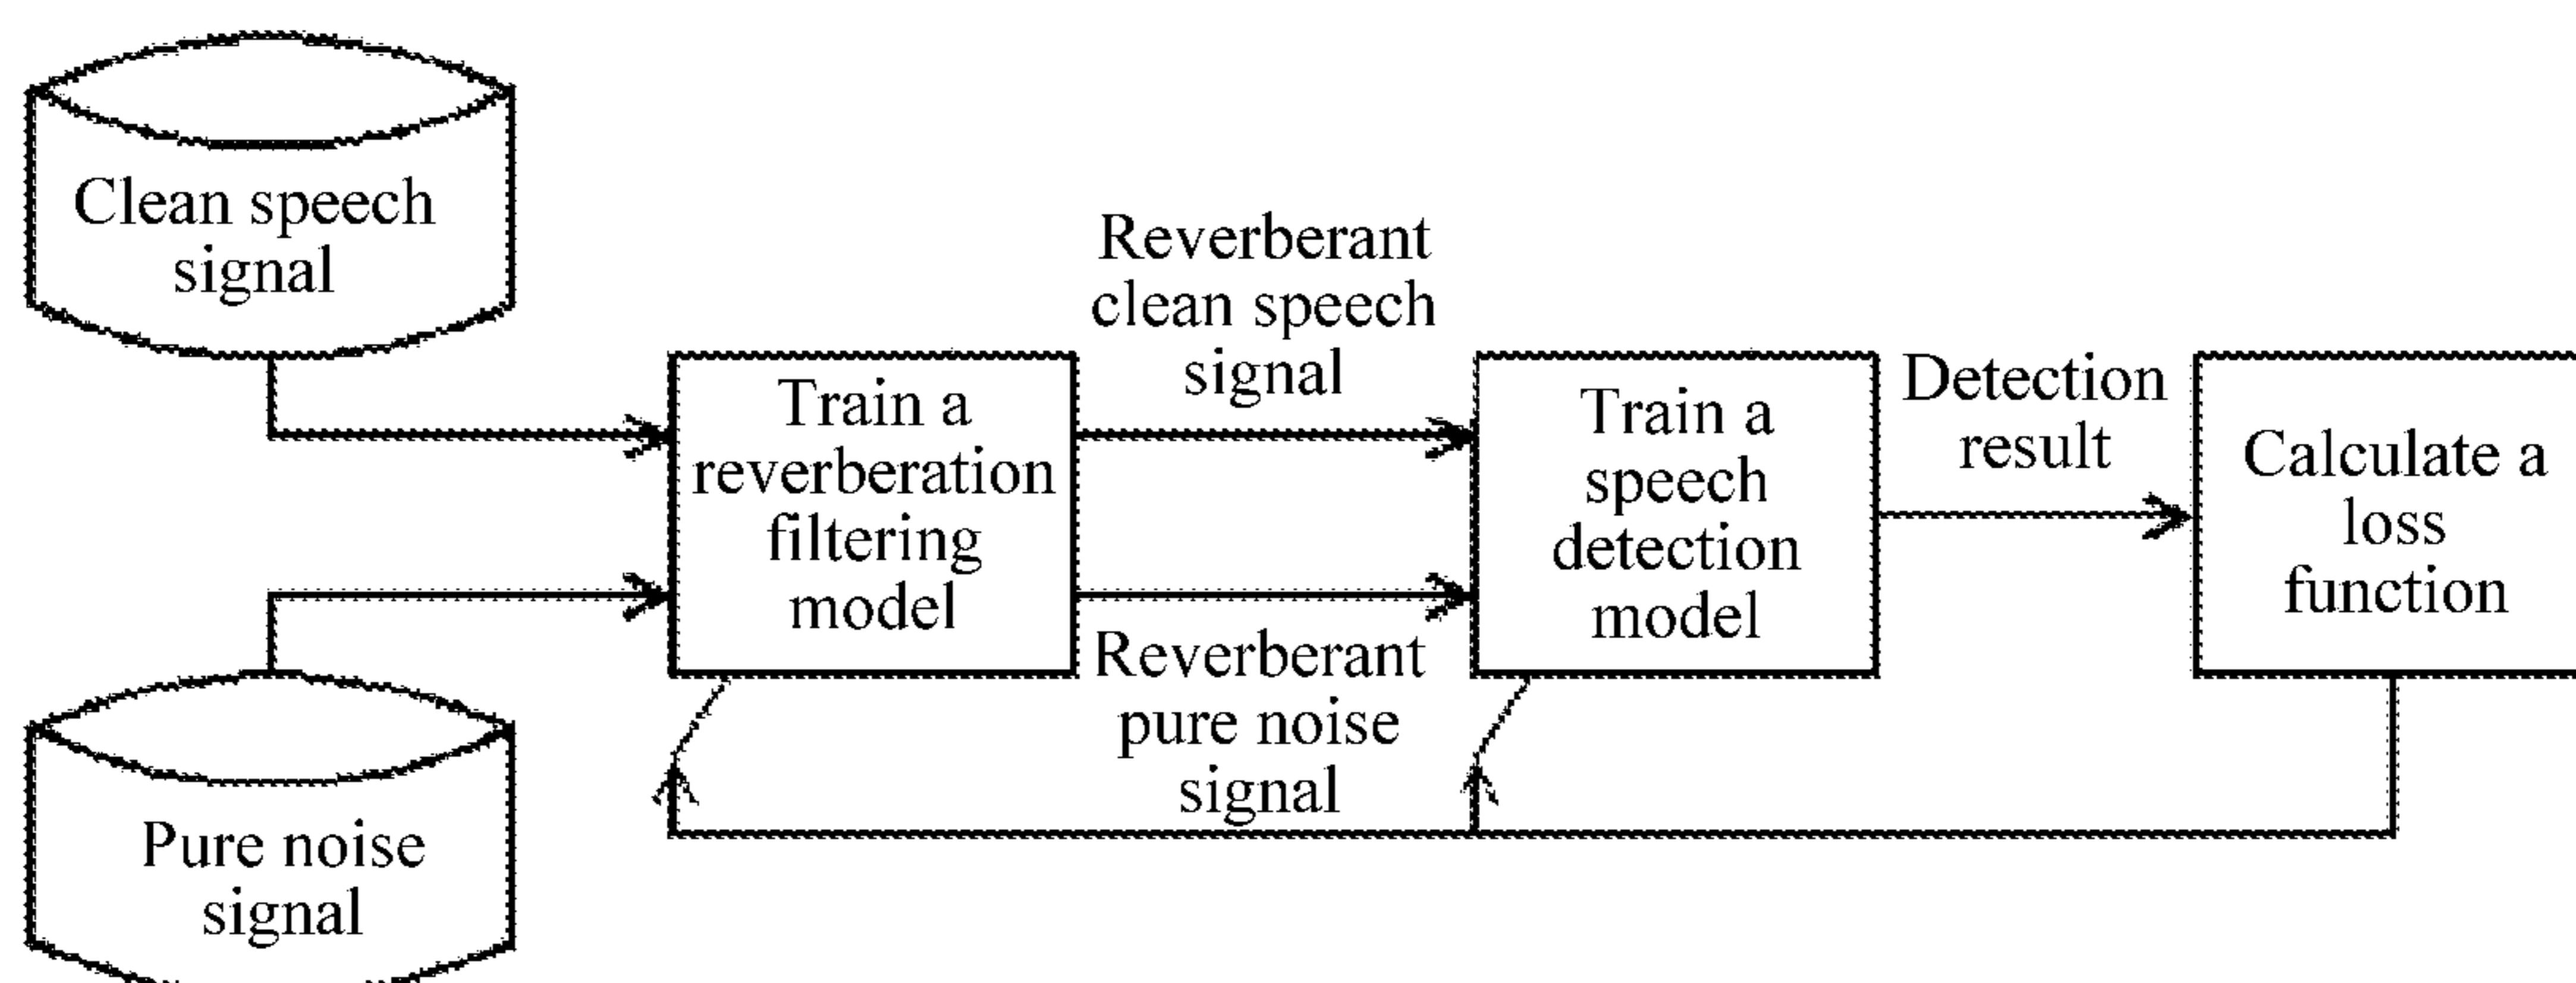 Clean speech
signal
Pure noise
signal
Train a
reverberation
filtering
model
Reverberant
clean speech
signal
Reverberant
pure noise
signal
Train a
speech
detection
model
Detection
result
Calculate a
loss
function